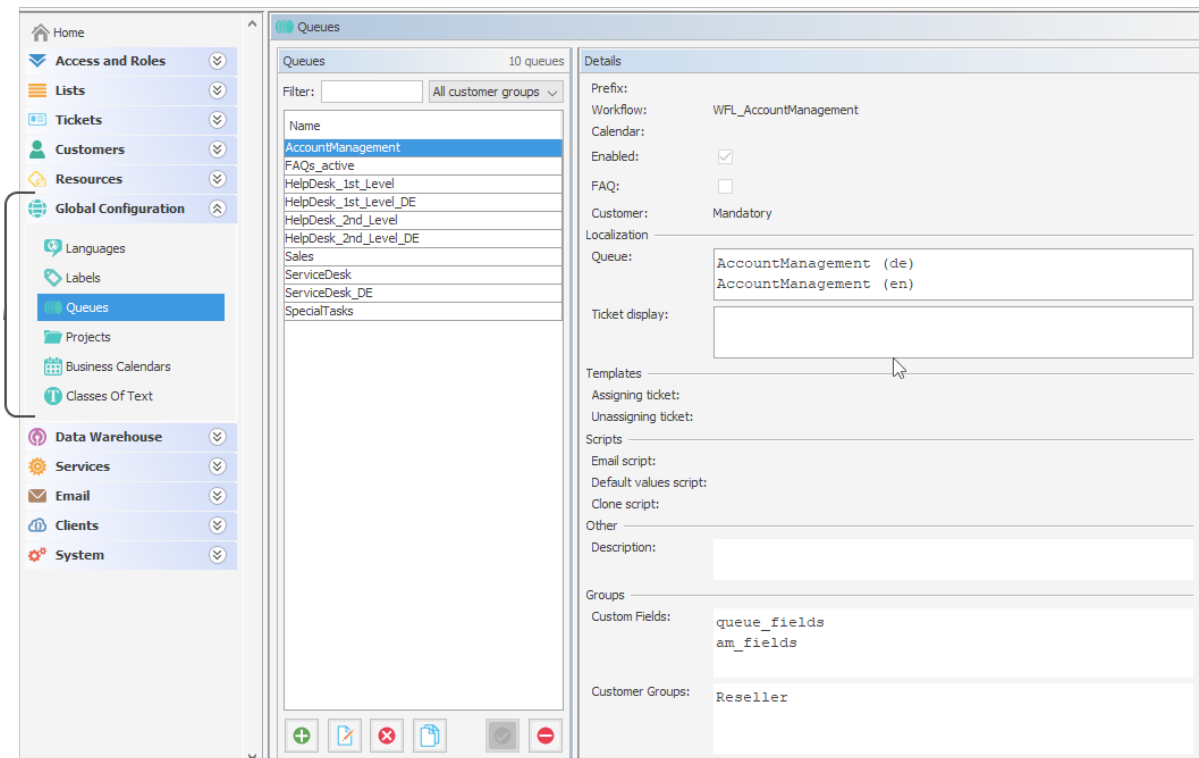 Home
Access and Roles
Lists
Tickets
Customers
Resources
Global Configuration
Languages
Labels
Queues
Projects
Business Calendars
Classes Of Text
Data Warehouse
Services
Email
Clients
System
Queues
Queues 10 queues
Filter: All customer groups
Name
AccountManagement
FAQs_active
HelpDesk_1st_Level
HelpDesk_1st_Level_DE
HelpDesk_2nd_Level
HelpDesk_2nd_Level_DE
Sales
ServiceDesk
ServiceDesk_DE
SpecialTasks
Details
Prefix:
Workflow: WFL_AccountManagement
Calendar:
Enabled:
FAQ:
Customer: Mandatory
Localization
Queue: AccountManagement (de)
AccountManagement (en)
Ticket display:
Templates
Assigning ticket:
Unassigning ticket:
Scripts
Email script:
Default values script:
Clone script:
Other
Description:
Groups
Custom Fields: queue_fields
am_fields
Customer Groups: Reseller